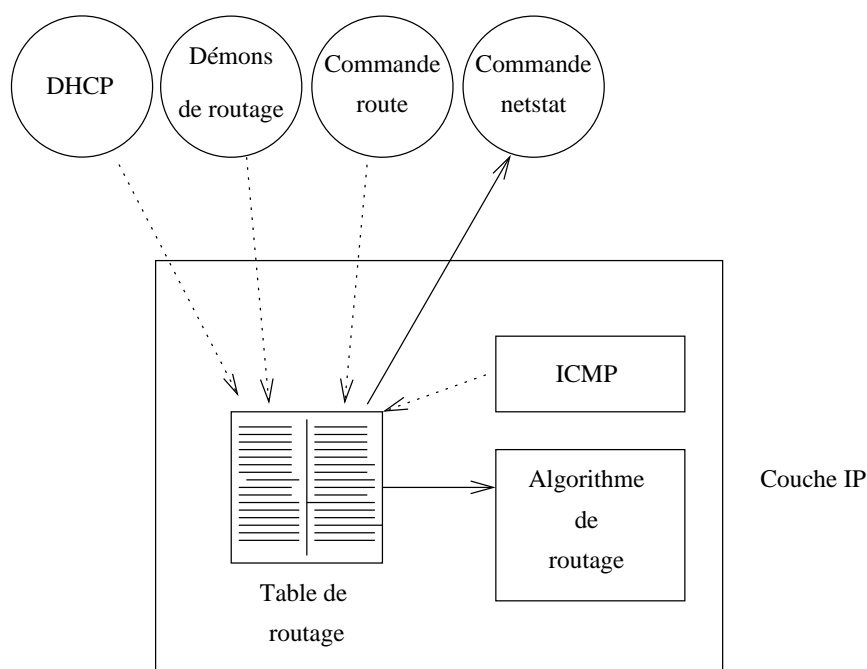 DHCP
Démons
de routage
Commande
route
Commande
netstat
ICMP
Algorithme
de
routage
Couche IP
Table de
routage